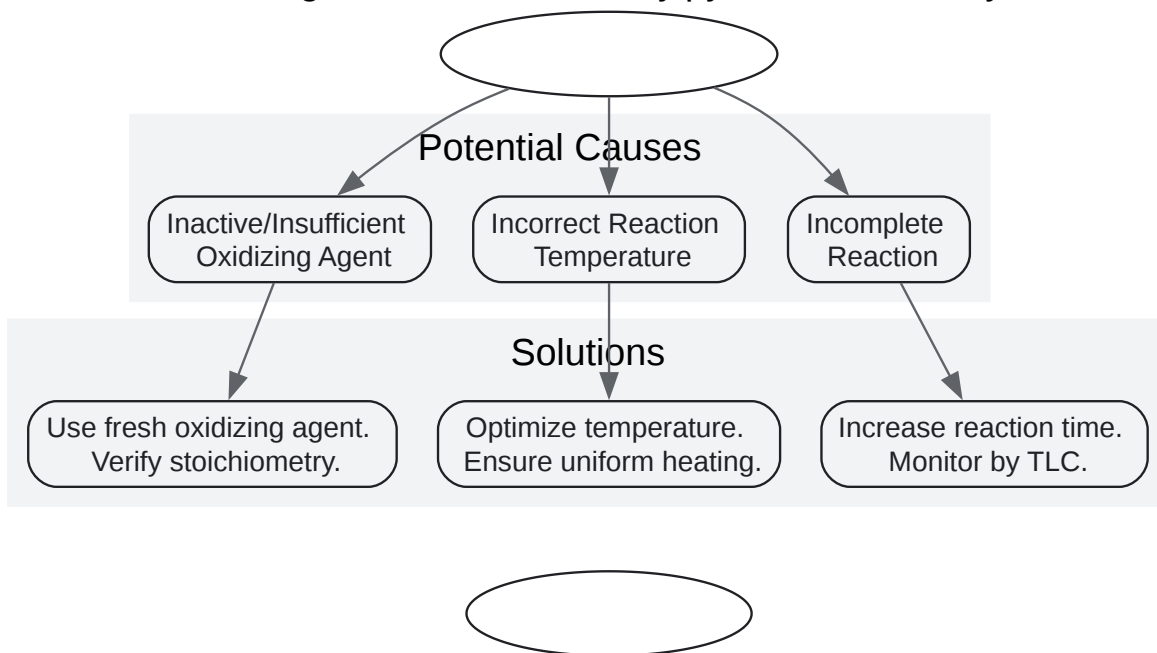 Potential Causes
Inactive/Insufficient
Oxidizing Agent
Incorrect Reaction
Temperature
Incomplete
Reaction
Solutions
Use fresh oxidizing agent.
Verify stoichiometry.
Optimize temperature.
Ensure uniform heating.
Increase reaction time.
Monitor by TLC.